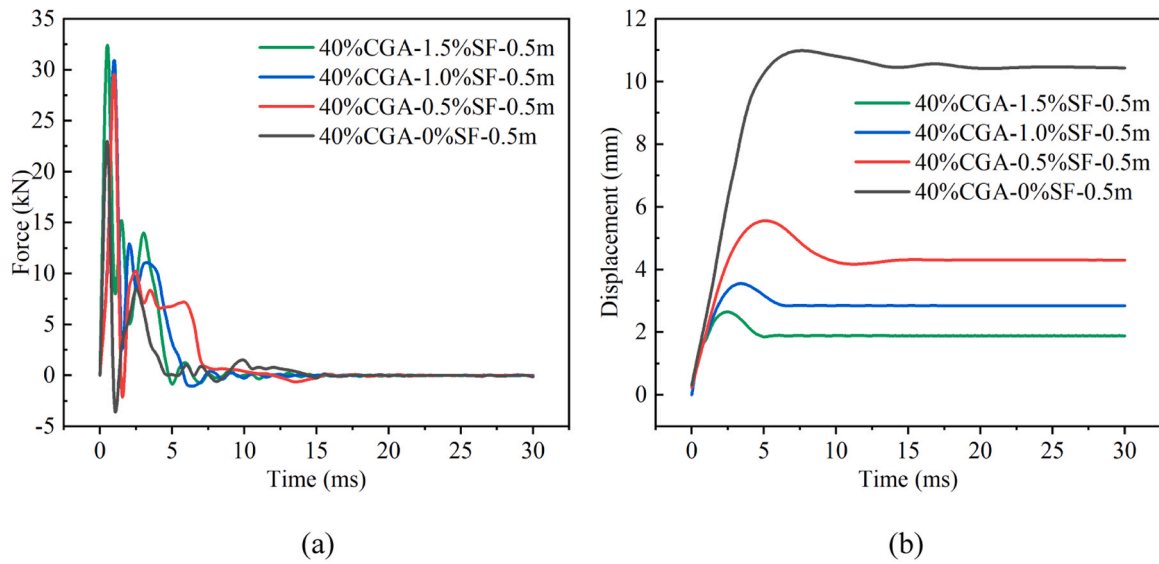 35
30
25
20
15
10
5
0
-5
Force (kN)
40%CGA-1.5%SF-0.5m
40%CGA-1.0%SF-0.5m
40%CGA-0.5%SF-0.5m
40%CGA-0%SF-0.5m
0 5 10 15 20 25 30
Time (ms)
(a)
12
10
8
6
4
2
0
Displacement (mm)
40%CGA-1.5%SF-0.5m
40%CGA-1.0%SF-0.5m
40%CGA-0.5%SF-0.5m
40%CGA-0%SF-0.5m
0 5 10 15 20 25 30
Time (ms)
(b)